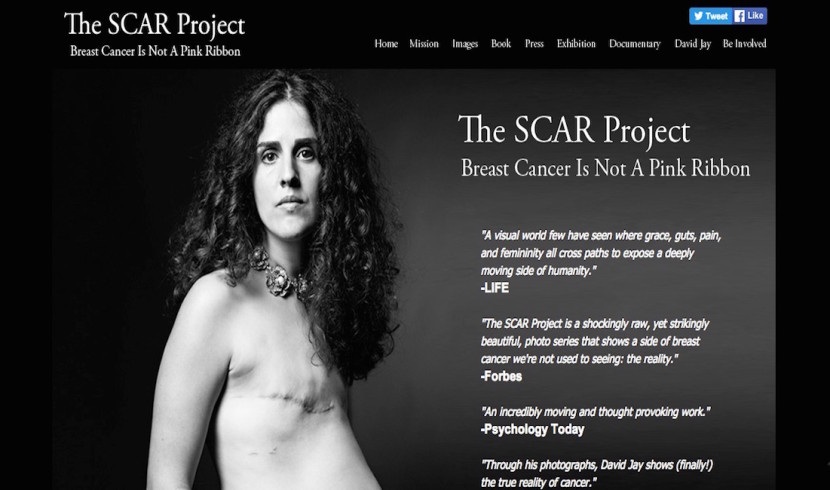 The SCAR Project
Breast Cancer Is Not A Pink Ribbon
Tweet
Like
Home Mission Images Book Press Exhibition Documentary David Jay Be Involved
The SCAR Project
Breast Cancer Is Not A Pink Ribbon
"A visual world few have seen where grace, guts, pain,
and femininity all cross paths to expose a deeply
moving side of humanity."
-LIFE
"The SCAR Project is a shockingly raw, yet strikingly
beautiful, photo series that shows a side of breast
cancer we're not used to seeing: the reality."
-Forbes
"An incredibly moving and thought provoking work."
-Psychology Today
"Through his photographs, David Jay shows (finally!)
the true reality of cancer."